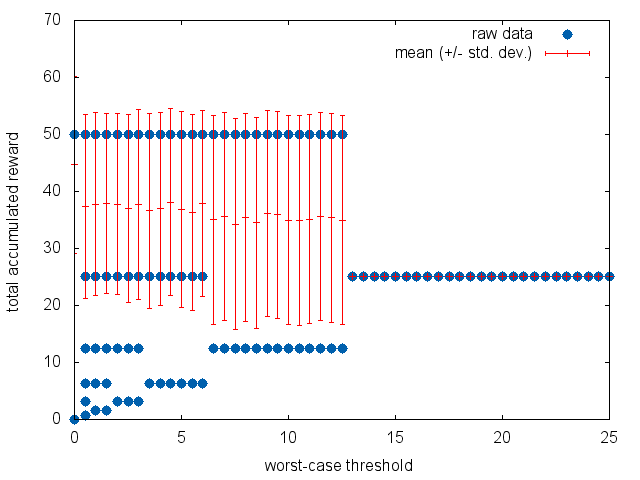 70
60
50
40
30
20
10
0
total accumulated reward
raw data
mean (+/- std. dev.)
0 5 10 15 20 25
worst-case threshold